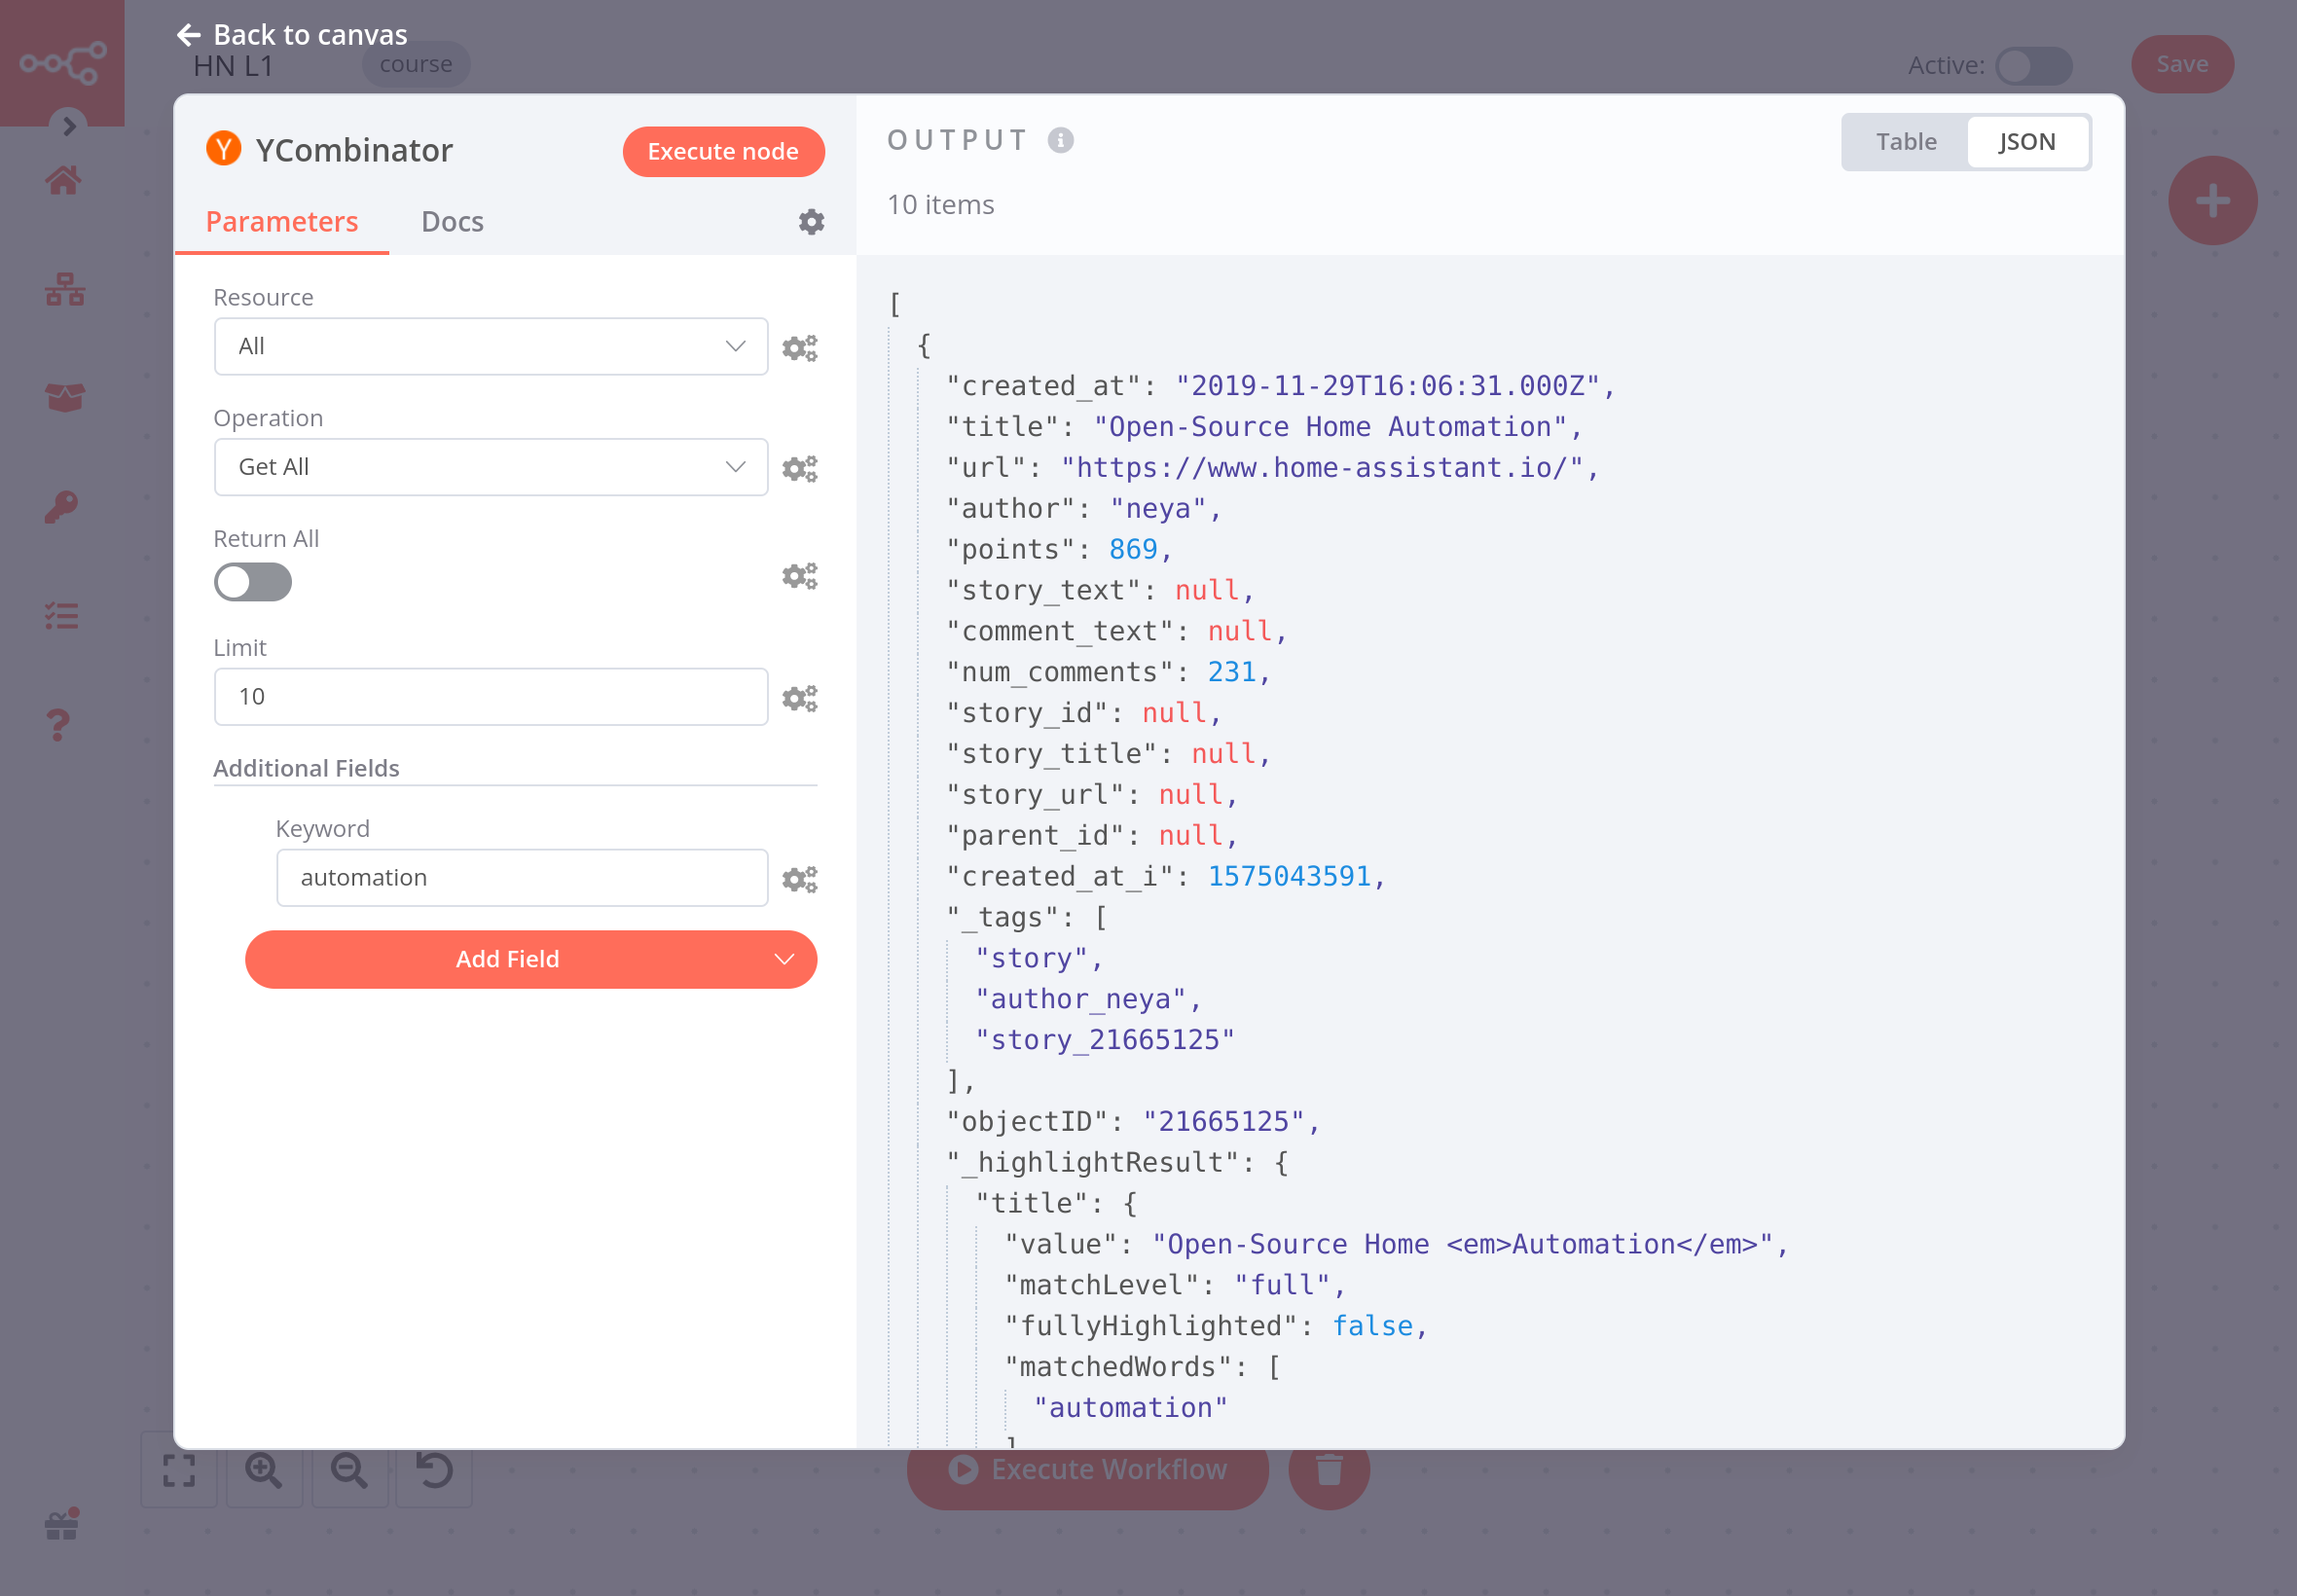 Back to canvas
HN L1
course
Active:
Save
YCombinator
Execute node
Parameters
Docs
Resource
All
Operation
Get All
Return All
Limit
10
Additional Fields
Keyword
automation
Add Field
OUTPUT
Table
JSON
10 items
[
{
"created_at": "2019-11-29T16:06:31.000Z",
"title": "Open-Source Home Automation",
"url": "https://www.home-assistant.io/",
"author": "neya",
"points": 869,
"story_text": null,
"comment_text": null,
"num_comments": 231,
"story_id": null,
"story_title": null,
"story_url": null,
"parent_id": null,
"created_at_i": 1575043591,
"_tags": [
"story",
"author_neya",
"story_21665125"
],
"objectID": "21665125",
"_highlightResult": {
"title": {
"value": "Open-Source Home <em>Automation</em>",
"matchLevel": "full",
"fullyHighlighted": false,
"matchedWords": [
"automation"
]
Execute Workflow